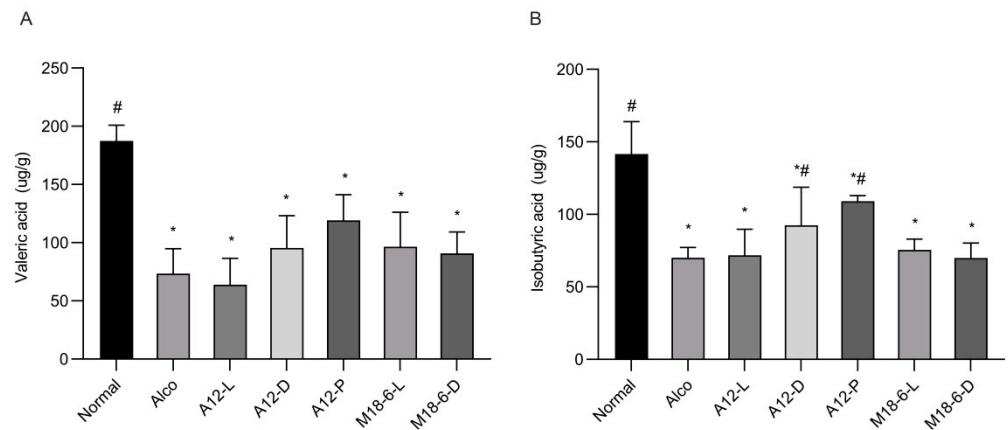 A
Valeric acid (ug/g)
250
200
150
100
50
0
#
*
*
*
*
*
*
Normal
Alco
A12-L
A12-D
A12-P
M18-6-L
M18-6-D
B
Isobutyric acid (ug/g)
200
150
100
50
0
#
*
*
*#
*#
*
*
Normal
Alco
A12-L
A12-D
A12-P
M18-6-L
M18-6-D